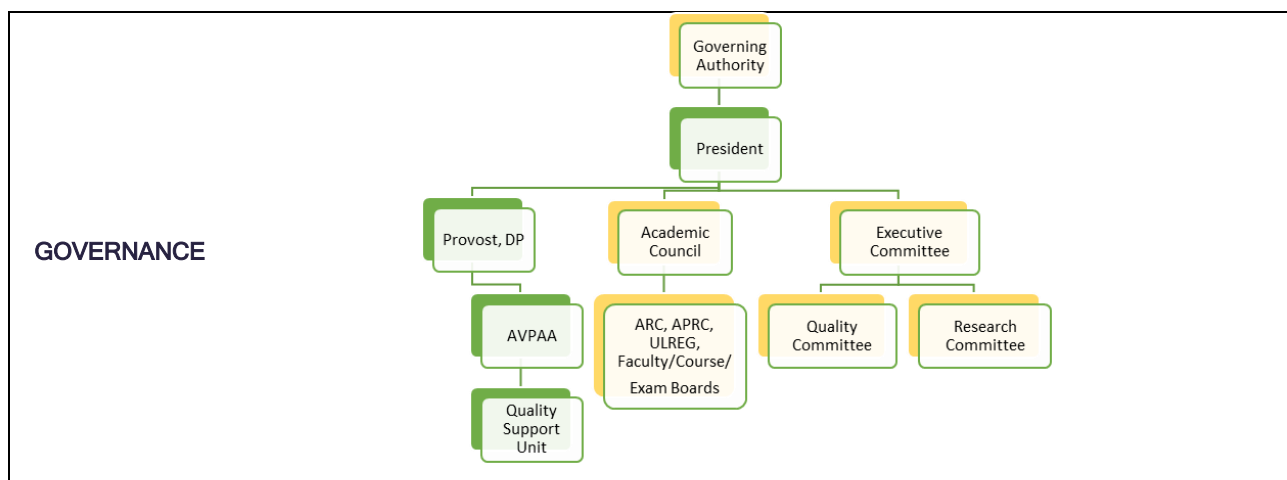 Governing
Authority
President
GOVERNANCE
Provost, DP
Academic
Council
Executive
Committee
AVPAA
ARC, APRC,
ULREG,
Faculty/Course/
Exam Boards
Quality
Committee
Research
Committee
Quality
Support
Unit